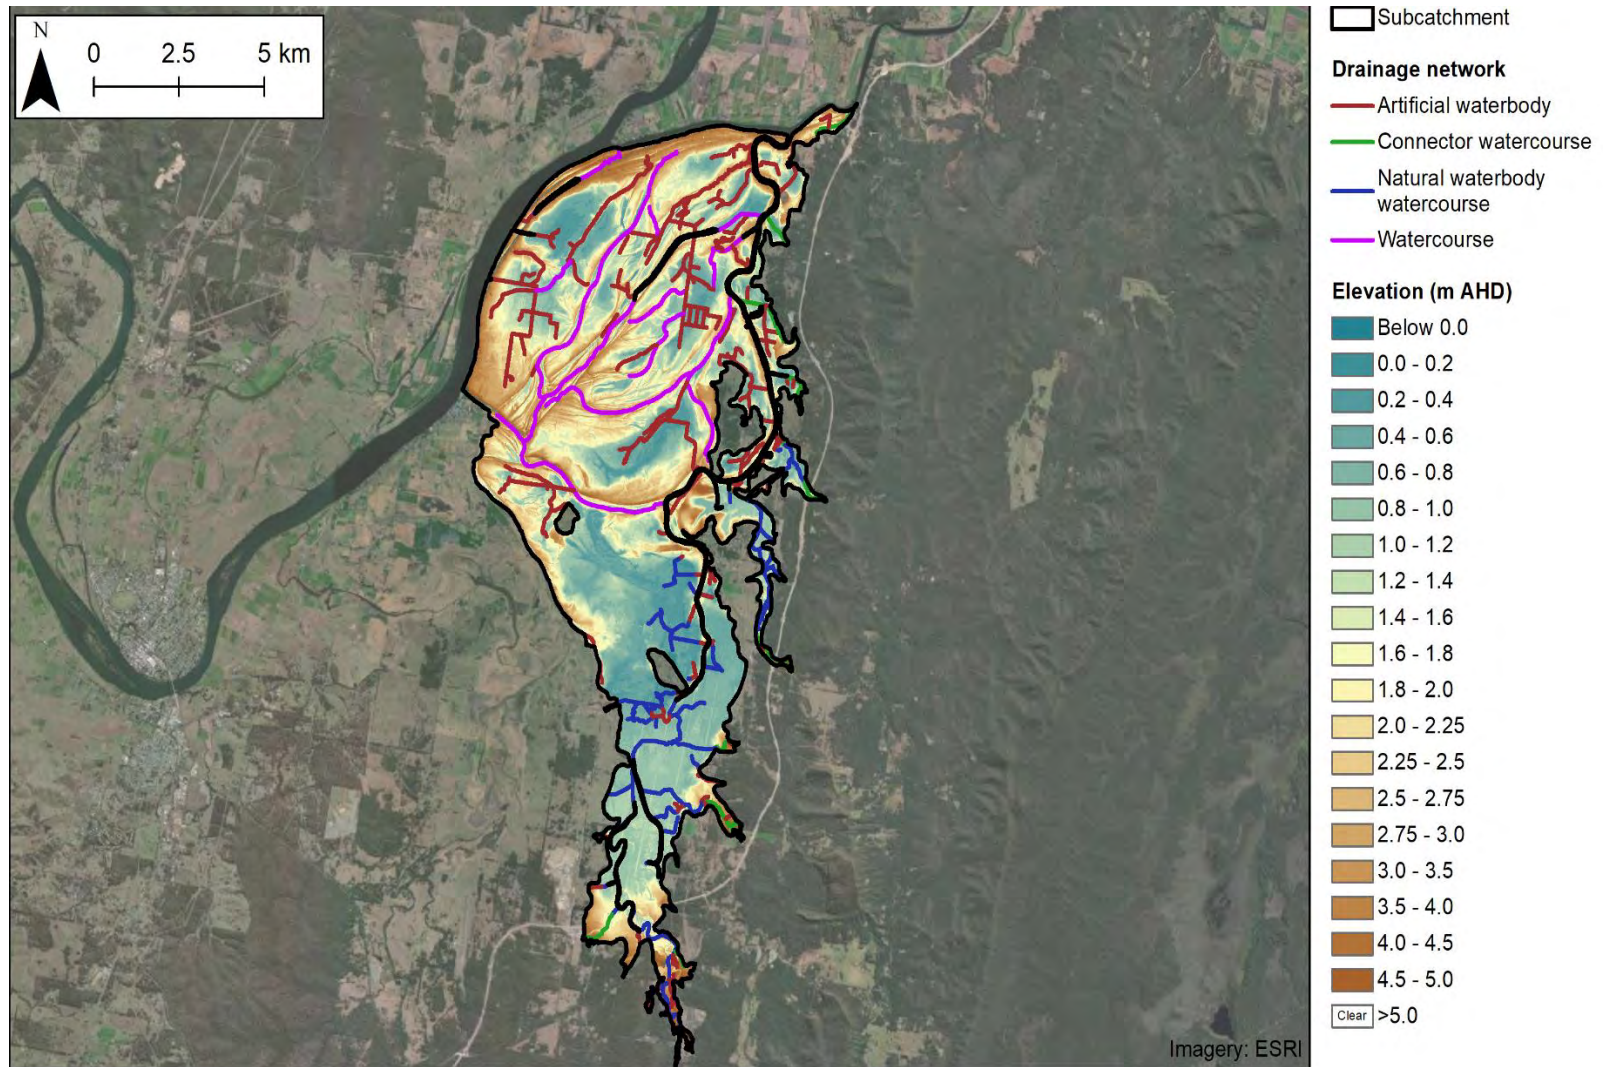 N
0 2.5 5 km
Subcatchment
Drainage network
Artificial waterbody
Connector watercourse
Natural waterbody
watercourse
Watercourse
Elevation (m AHD)
Below 0.0
0.0 - 0.2
0.2 - 0.4
0.4 - 0.6
0.6 - 0.8
0.8 - 1.0
1.0 - 1.2
1.2 - 1.4
1.4 - 1.6
1.6 - 1.8
1.8 - 2.0
2.0 - 2.25
2.25 - 2.5
2.5 - 2.75
2.75 - 3.0
3.0 - 3.5
3.5 - 4.0
4.0 - 4.5
4.5 - 5.0
Clear >5.0
Imagery: ESRI